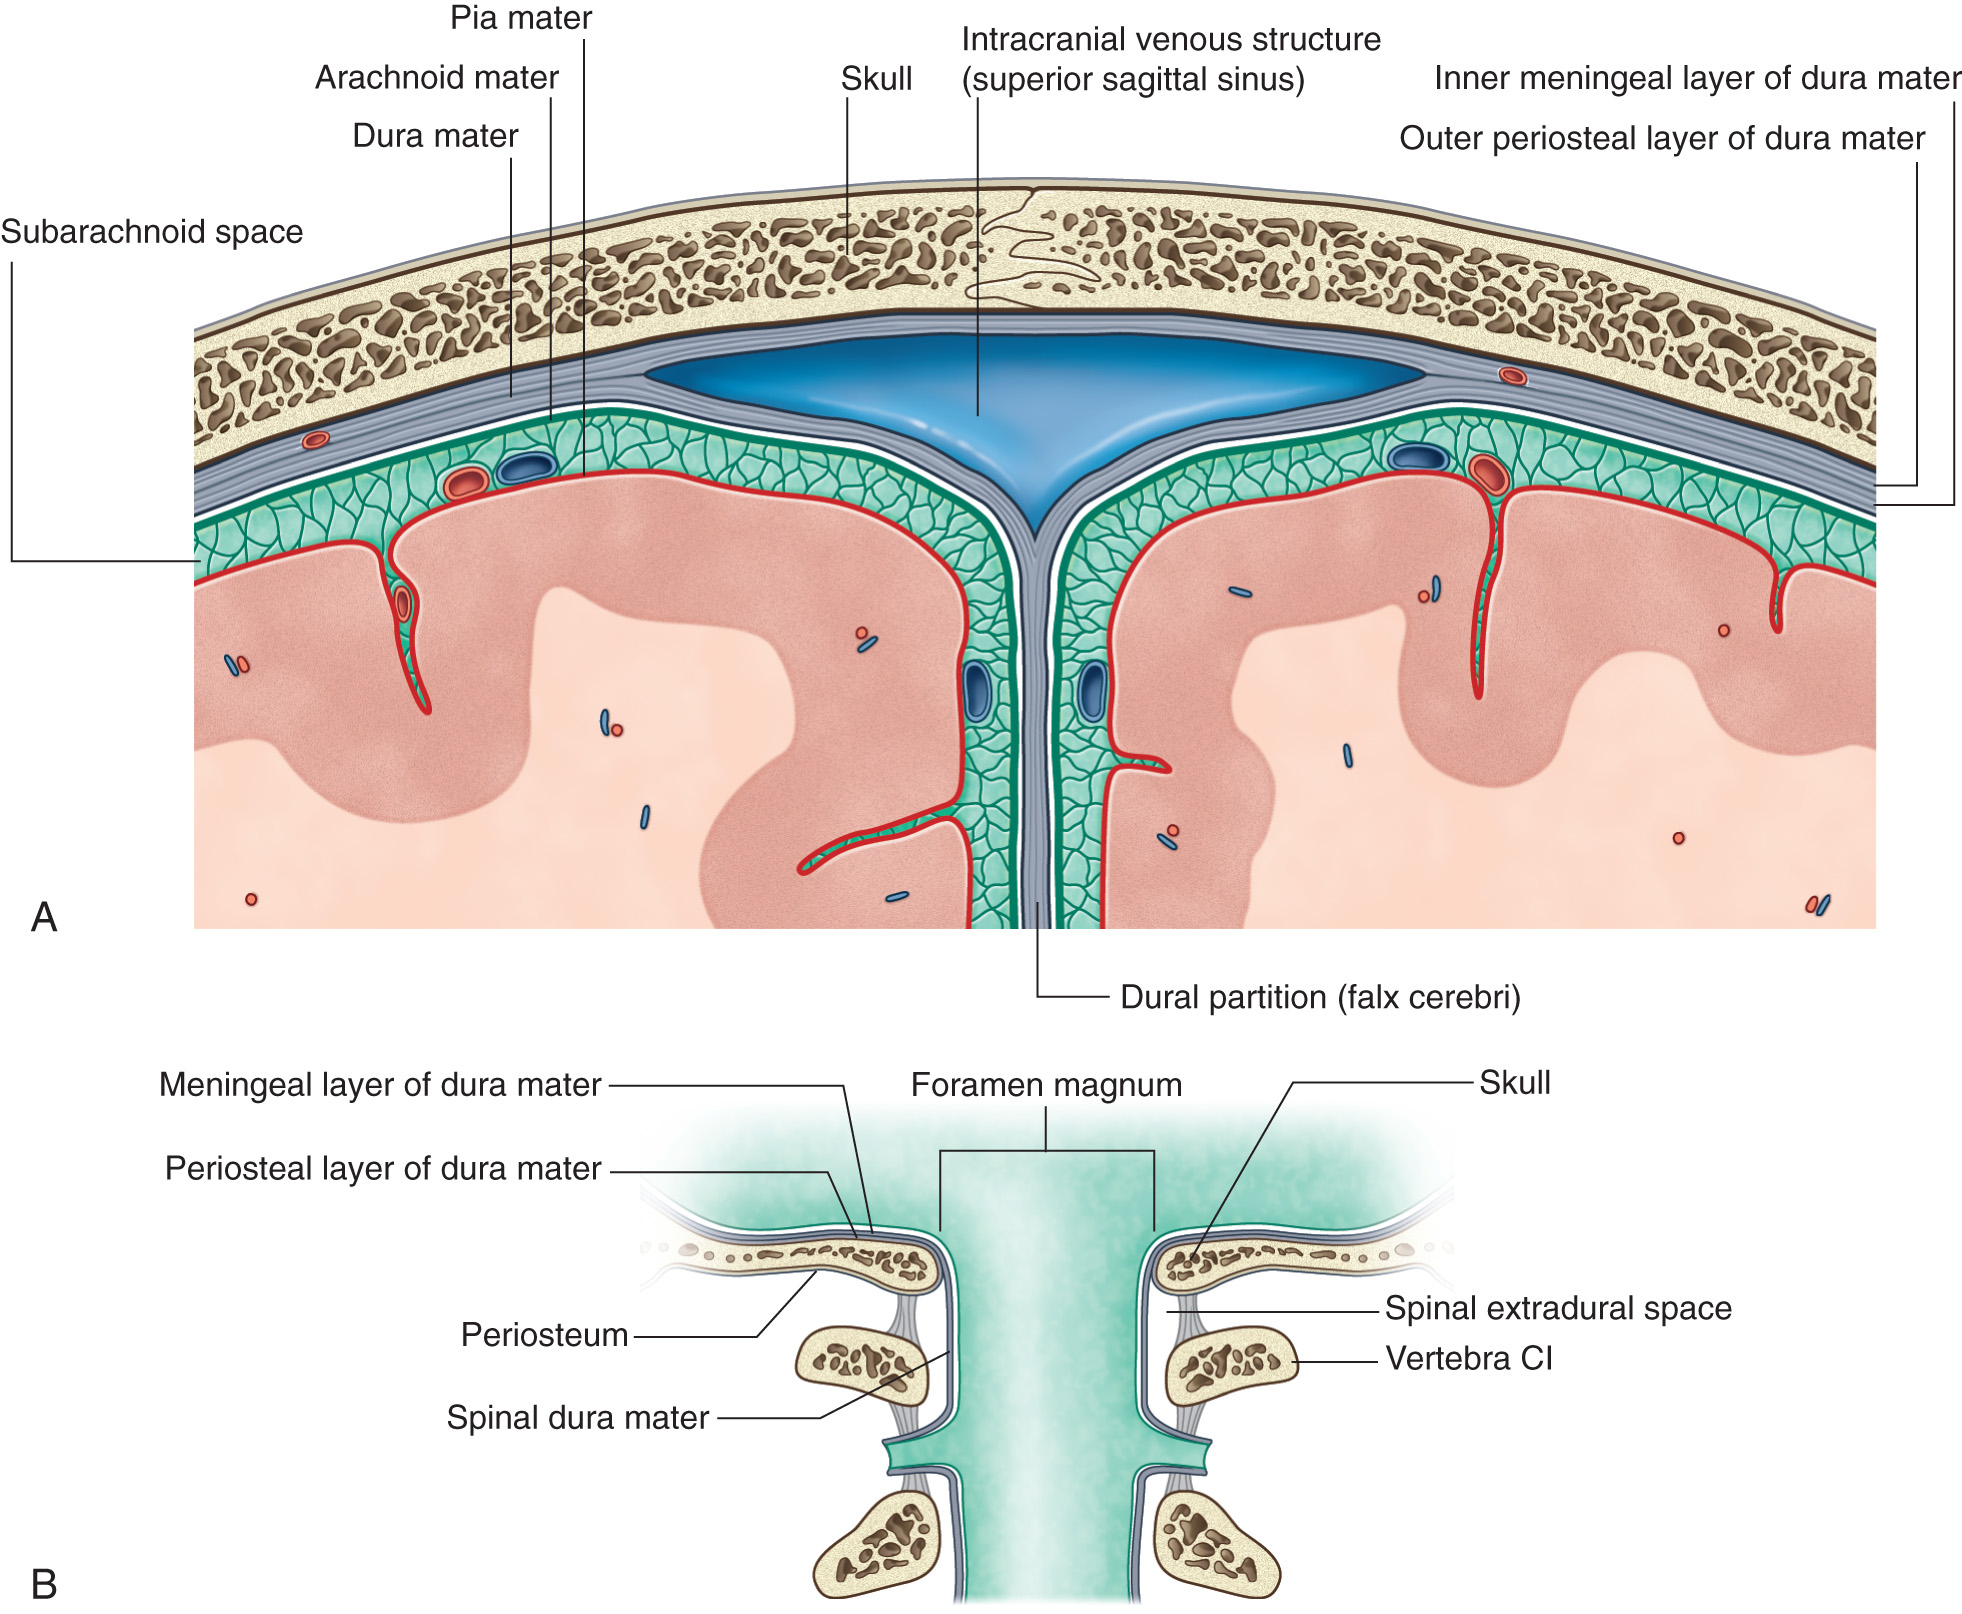 Pia mater
Intracranial venous structure
(superior sagittal sinus)
Arachnoid mater
Skull
Inner meningeal layer of dura mater
Dura mater
Outer periosteal layer of dura mater
Subarachnoid space
A
Dural partition (falx cerebri)
Meningeal layer of dura mater
Foramen magnum
Skull
Periosteal layer of dura mater
Spinal extradural space
Periosteum
Vertebra CI
Spinal dura mater
B